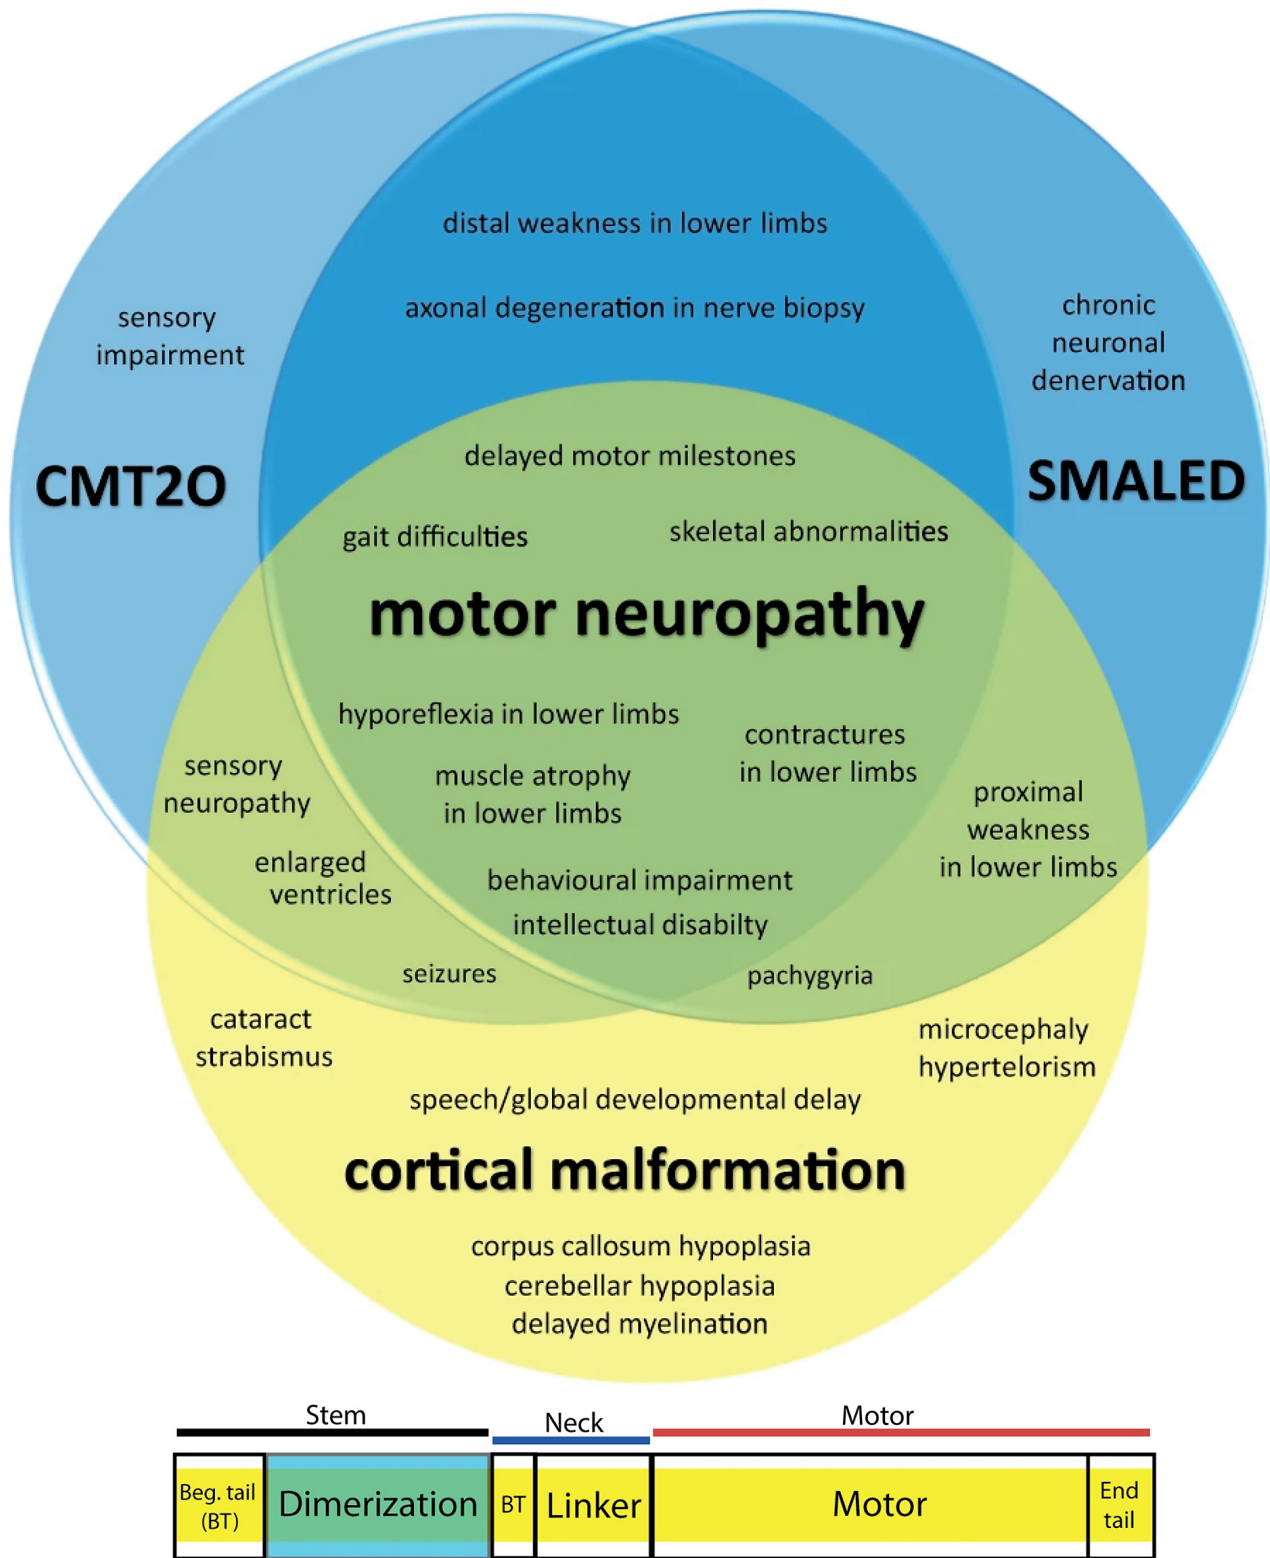 distal weakness in lower limbs
axonal degeneration in nerve biopsy
sensory
impairment
chronic
neuronal
denervation
CMT2O
SMALED
delayed motor milestones
gait difficulties
skeletal abnormalities
motor neuropathy
hyporeflexia in lower limbs
contractures
in lower limbs
muscle atrophy
in lower limbs
sensory
neuropathy
proximal
weakness
in lower limbs
enlarged
ventricles
behavioural impairment
intellectual disabilty
seizures
pachygyria
cataract
strabismus
microcephaly
hypertelorism
speech/global developmental delay
cortical malformation
corpus callosum hypoplasia
cerebellar hypoplasia
delayed myelination
Stem
Neck
Motor
Beg. tail
(BT)
Dimerization
BT
Linker
Motor
End
tail